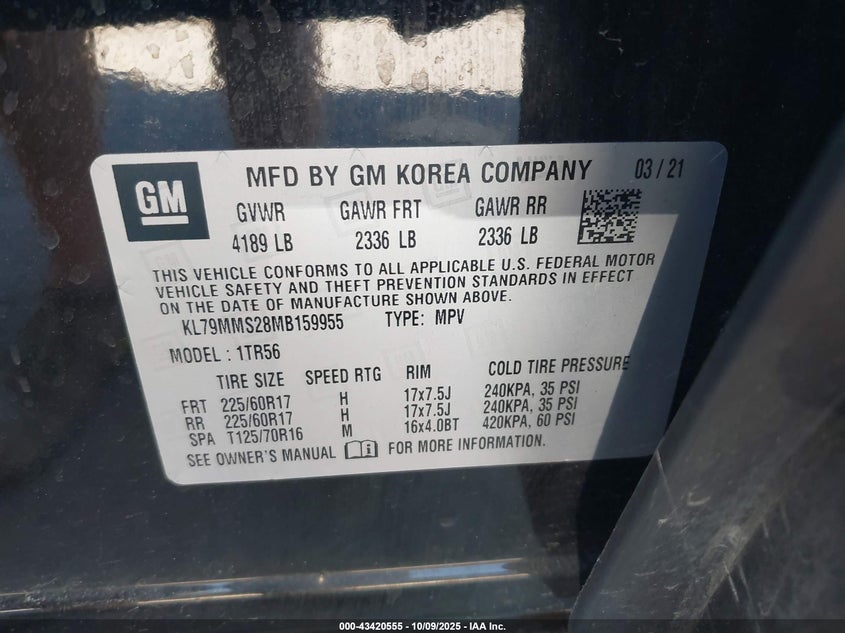 GM
MFD BY GM KOREA COMPANY 03 / 21
GVWR GAWR FRT GAWR RR
4189 LB 2336 LB 2336 LB
THIS VEHICLE CONFORMS TO ALL APPLICABLE U.S. FEDERAL MOTOR
VEHICLE SAFETY AND THEFT PREVENTION STANDARDS IN EFFECT
ON THE DATE OF MANUFACTURE SHOWN ABOVE.
KL79MMS28MB159955 TYPE: MPV
MODEL : 1TR56
TIRE SIZE SPEED RTG RIM COLD TIRE PRESSURE
FRT 225/60R17 H 17x7.5J 240KPA, 35 PSI
RR 225/60R17 H 17x7.5J 240KPA, 35 PSI
SPA T125/70R16 M 16x4.0BT 420KPA, 60 PSI
SEE OWNER'S MANUAL FOR MORE INFORMATION.
000-43420555 - 10/09/2025 - IAA Inc.